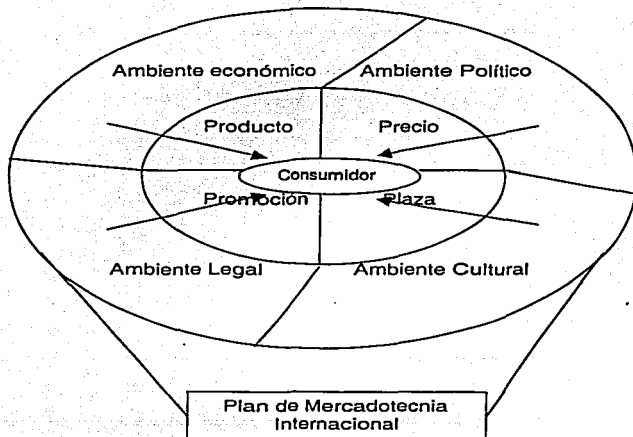 Ambiente económico
Ambiente Político
Producto
Precio
Consumidor
Promoción
Plaza
Ambiente Legal
Ambiente Cultural
Plan de Mercadotecnia
Internacional